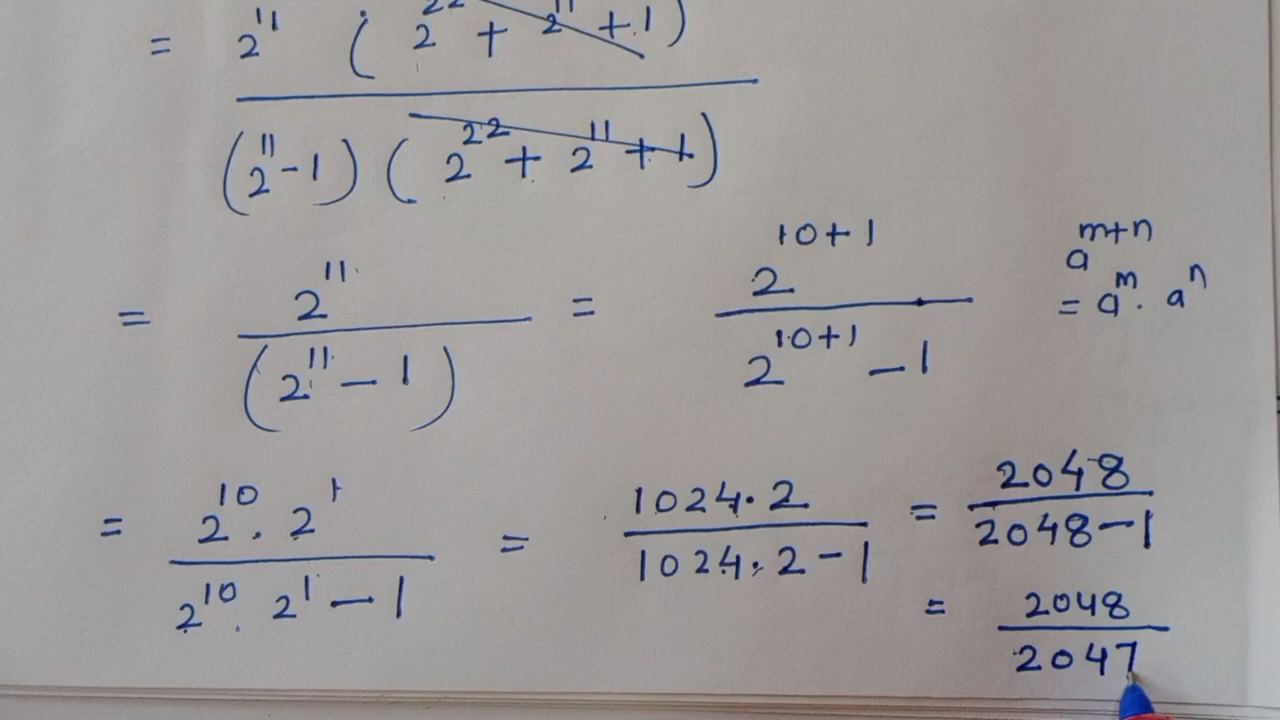 = 2^11 ( 2^22 + 2^11 + 1 )
(2^11 - 1) ( 2^22 + 2^11 + 1 )
= 2^11 / (2^11 - 1) = 2^(10+1) / 2^(10+1) - 1
a^(m+n)
= a^m . a^n
= 2^10 . 2^1 / 2^10 . 2^1 - 1 = 1024.2 / 1024.2 - 1 = 2048 / 2048 - 1
= 2048 / 2047